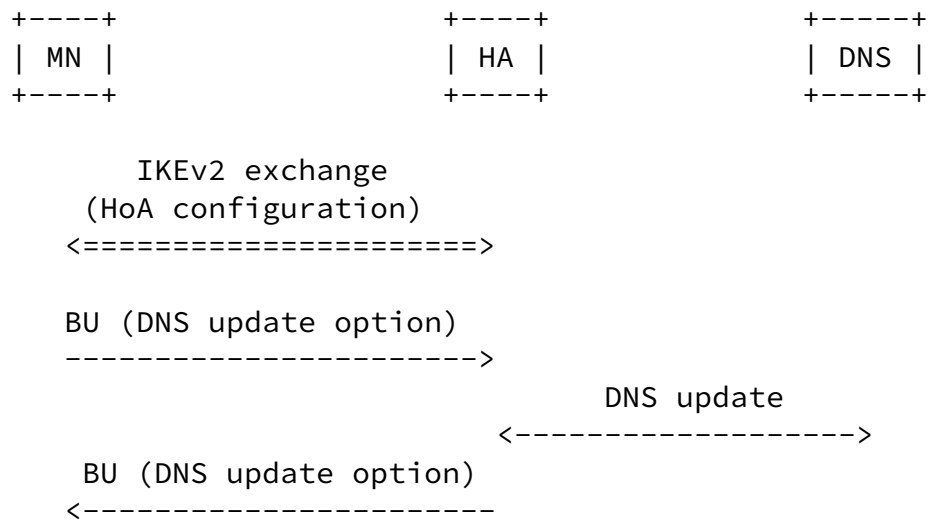 +----+ +----+ +-----+
| MN | | HA | | DNS |
+----+ +----+ +-----+
IKEv2 exchange
(HoA configuration)
<======================>
BU (DNS update option)
----------------------->
DNS update
<------------------->
BU (DNS update option)
<-----------------------